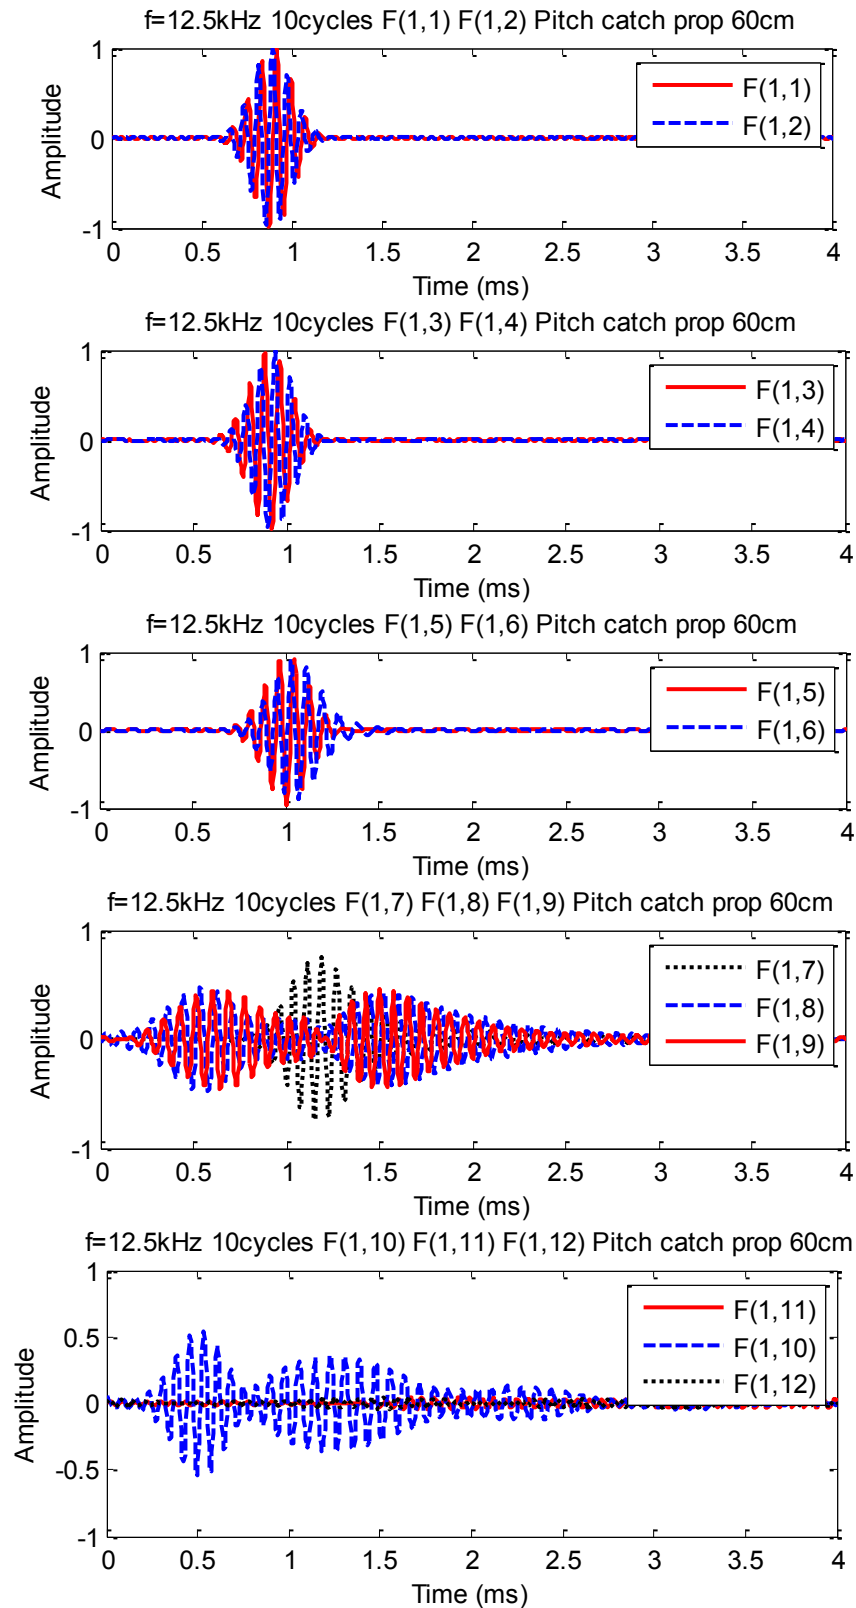 f=12.5kHz 10cycles F(1,1) F(1,2) Pitch catch prop 60cm
1
0
-1
Amplitude
F(1,1)
F(1,2)
0 0.5 1 1.5 2 2.5 3 3.5 4
Time (ms)
f=12.5kHz 10cycles F(1,3) F(1,4) Pitch catch prop 60cm
1
0
-1
Amplitude
F(1,3)
F(1,4)
0 0.5 1 1.5 2 2.5 3 3.5 4
Time (ms)
f=12.5kHz 10cycles F(1,5) F(1,6) Pitch catch prop 60cm
1
0
-1
Amplitude
F(1,5)
F(1,6)
0 0.5 1 1.5 2 2.5 3 3.5 4
Time (ms)
f=12.5kHz 10cycles F(1,7) F(1,8) F(1,9) Pitch catch prop 60cm
1
0
-1
Amplitude
F(1,7)
F(1,8)
F(1,9)
0 0.5 1 1.5 2 2.5 3 3.5 4
Time (ms)
f=12.5kHz 10cycles F(1,10) F(1,11) F(1,12) Pitch catch prop 60cm
1
0.5
0
-0.5
-1
Amplitude
F(1,11)
F(1,10)
F(1,12)
0 0.5 1 1.5 2 2.5 3 3.5 4
Time (ms)